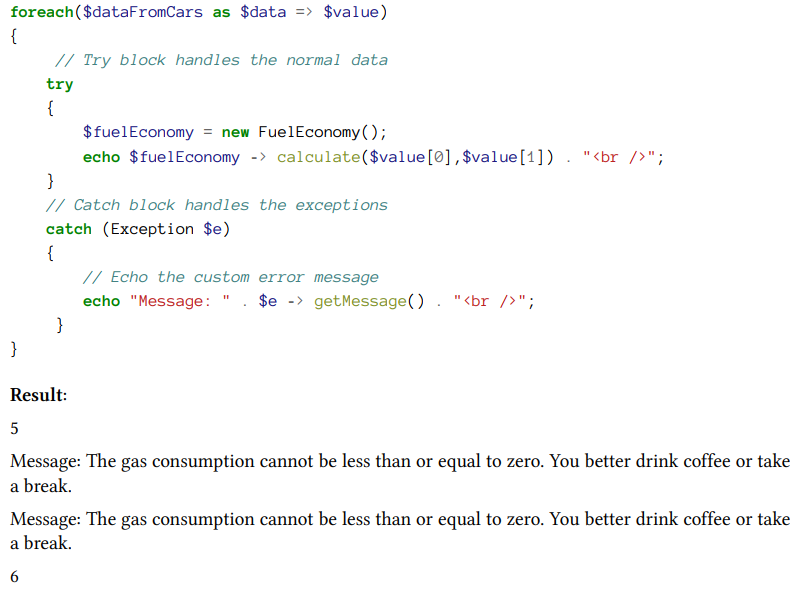 foreach($dataFromCars as $data => $value)
{
// Try block handles the normal data
try
{
$fuelEconomy = new FuelEconomy();
echo $fuelEconomy -> calculate($value[0],$value[1]) . "<br />";
}
// Catch block handles the exceptions
catch (Exception $e)
{
// Echo the custom error message
echo "Message: " . $e -> getMessage() . "<br />";
}
}
Result:
5
Message: The gas consumption cannot be less than or equal to zero. You better drink coffee or take
a break.
Message: The gas consumption cannot be less than or equal to zero. You better drink coffee or take
a break.
6